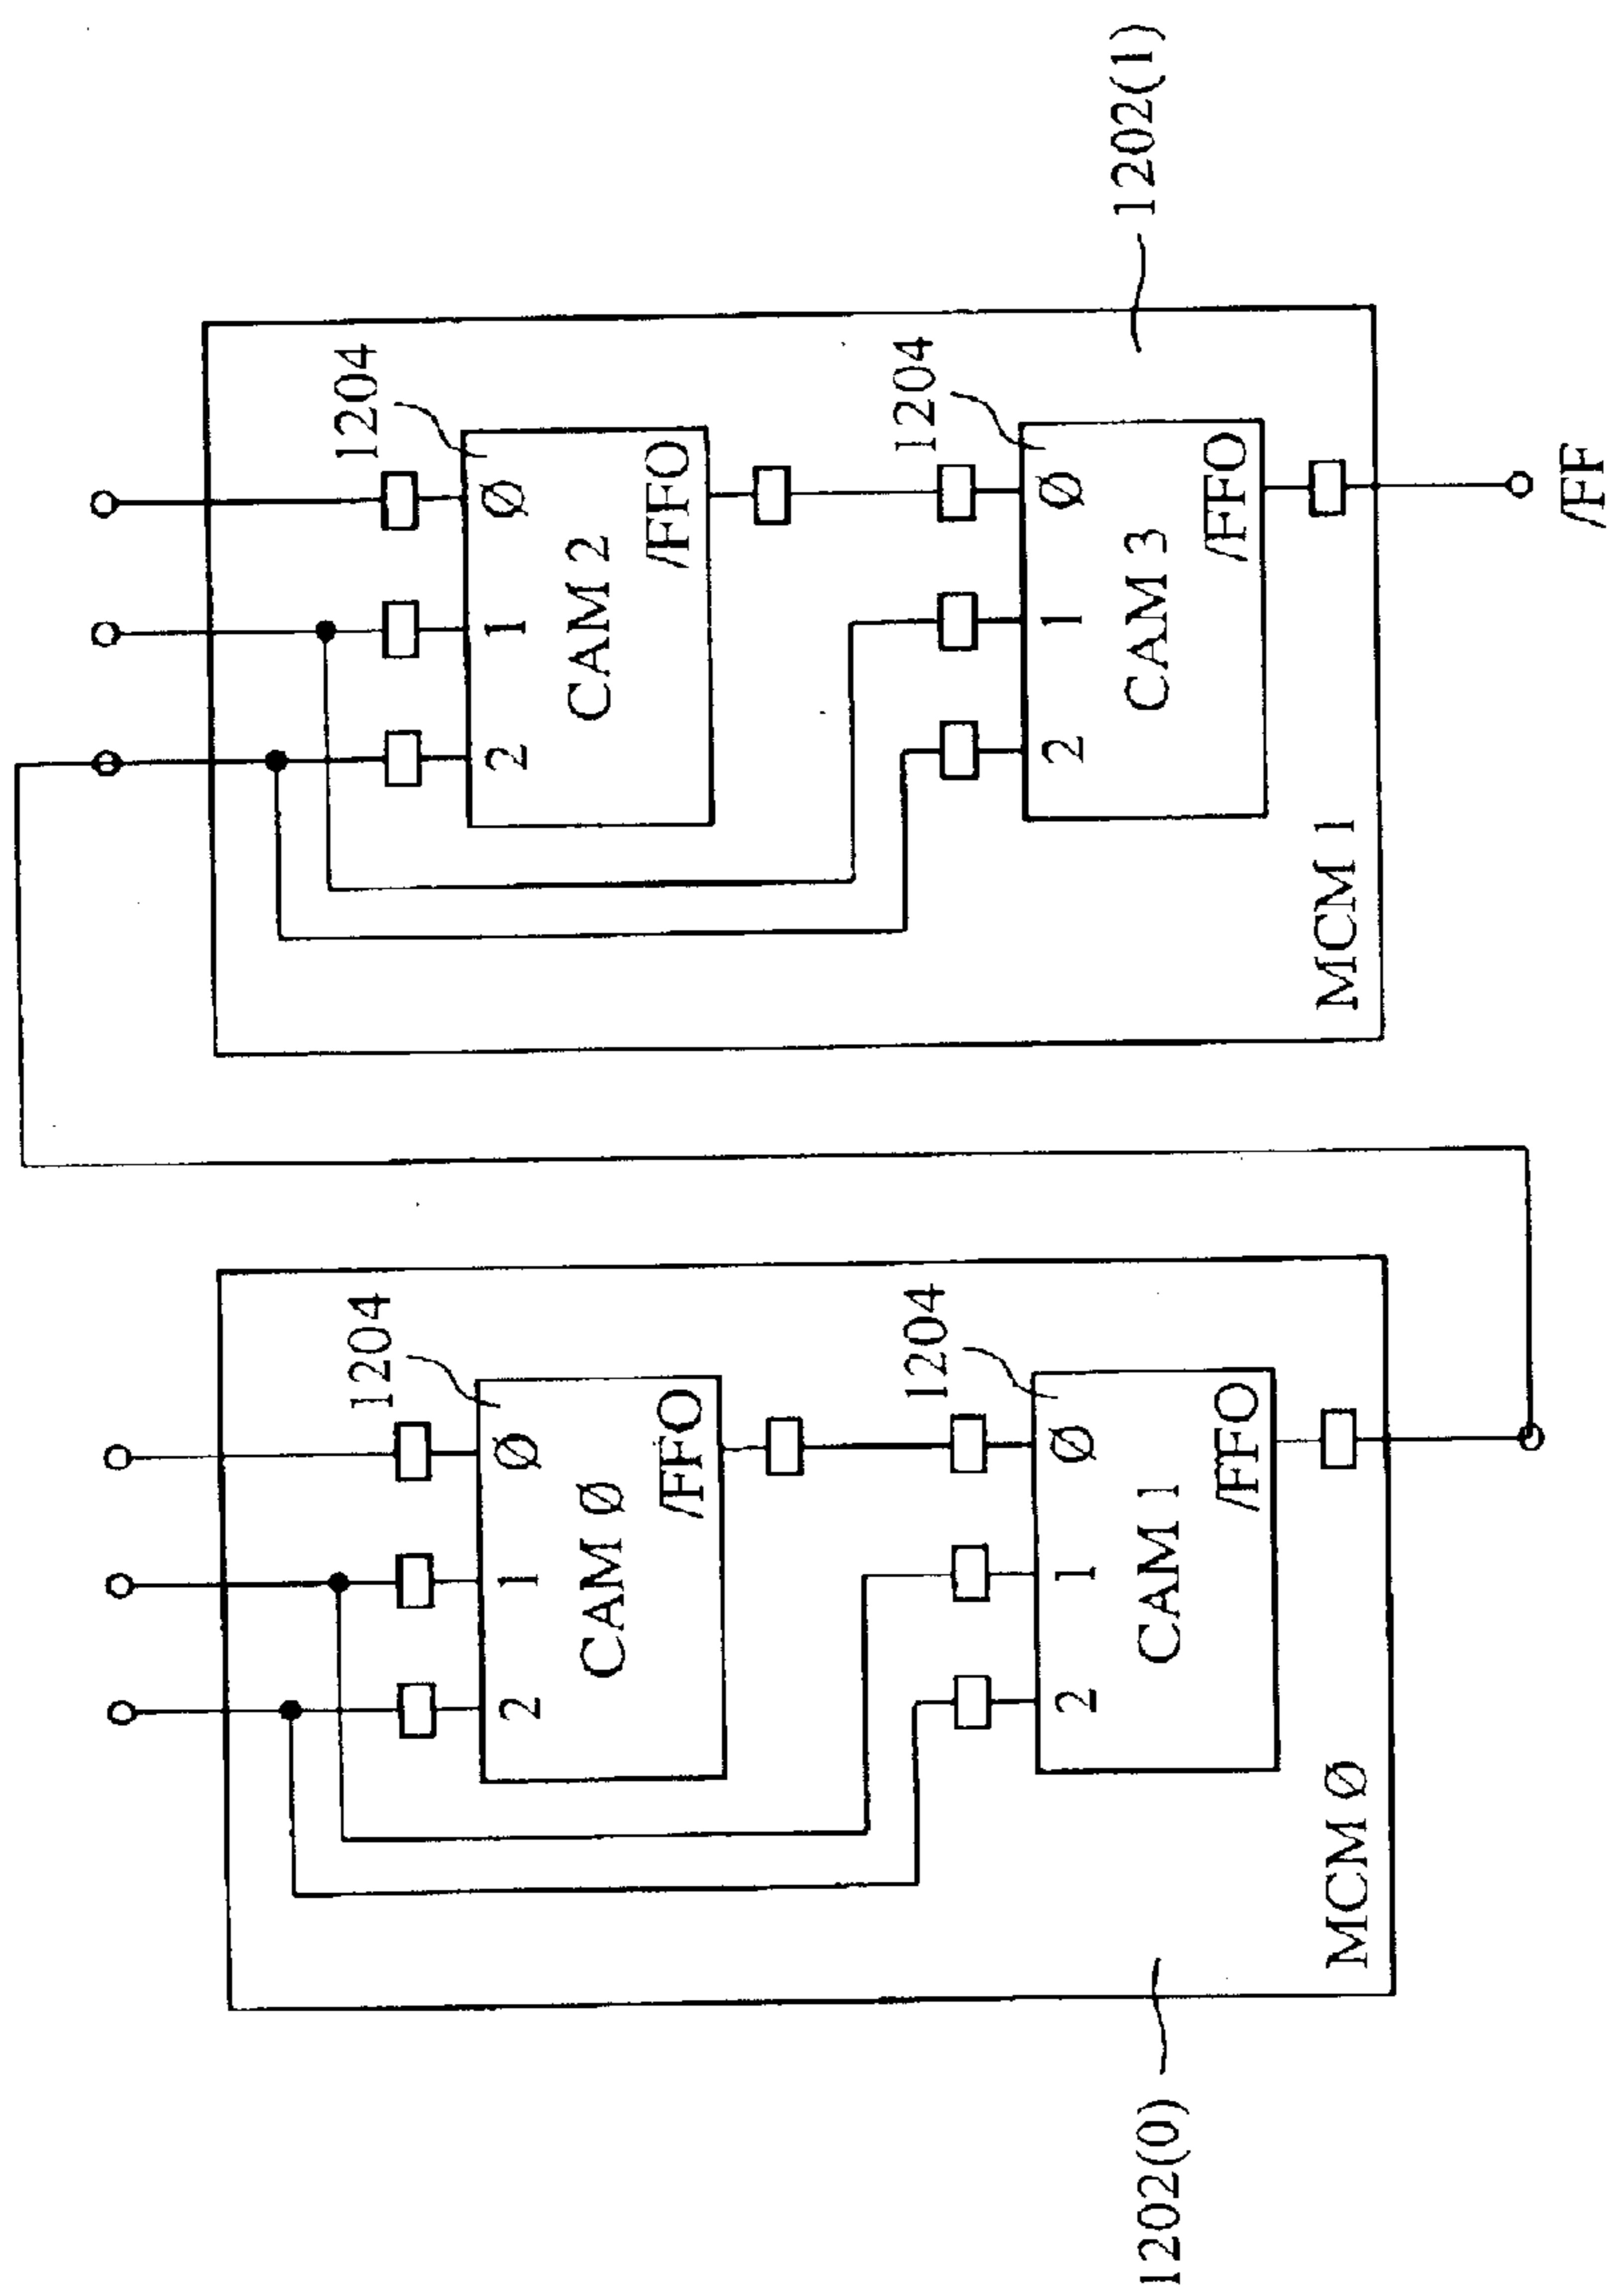 1204
2 1 Ø
CAM Ø
/FFO
1204
2 1 Ø
CAM 1
/FFO
MCM Ø
1202(0)
1204
2 1 Ø
CAM 2
/FFO
1204
2 1 Ø
CAM 3
/FFO
MCM 1
1202(1)
/FF